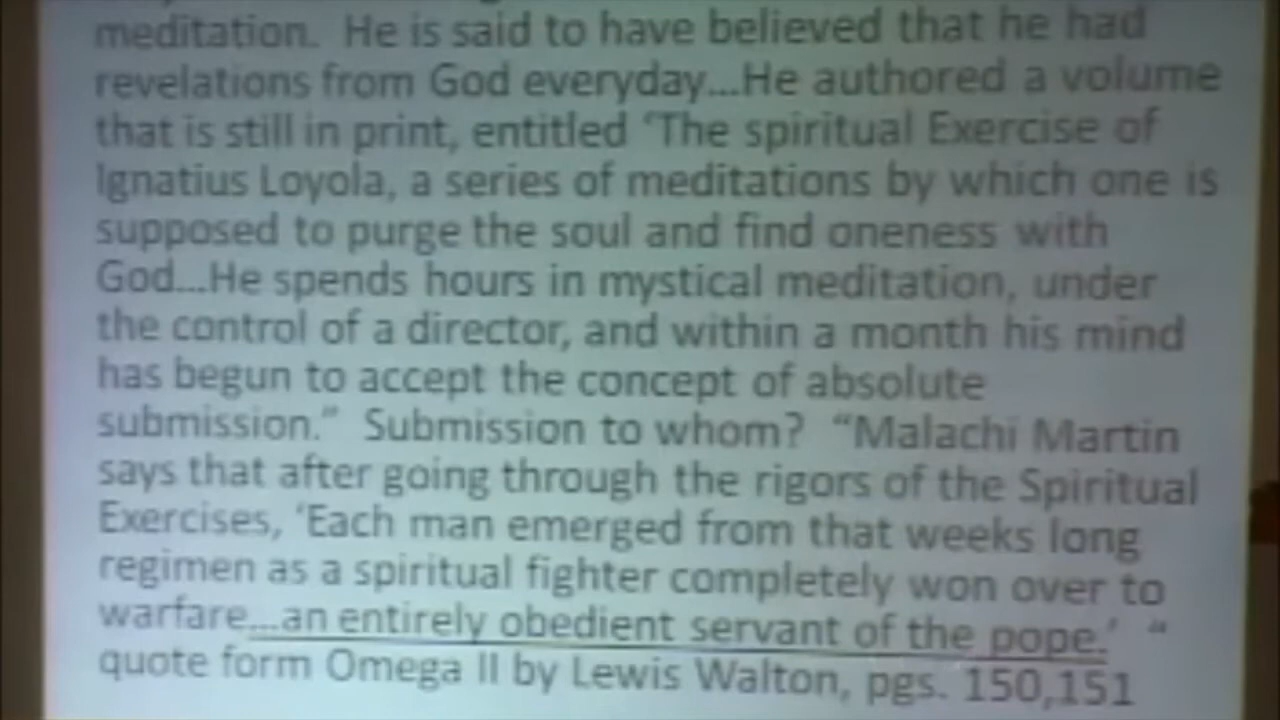 meditation.  He is said to have believed that he had
revelations from God everyday...He authored a volume
that is still in print, entitled ‘The spiritual Exercise of
Ignatius Loyola, a series of meditations by which one is
supposed to purge the soul and find oneness with
God...He spends hours in mystical meditation, under
the control of a director, and within a month his mind
has begun to accept the concept of absolute
submission.”  Submission to whom?  “Malachi Martin
says that after going through the rigors of the Spiritual
Exercises, ‘Each man emerged from that weeks long
regimen as a spiritual fighter completely won over to
warfare...an entirely obedient servant of the pope.’  “
quote form Omega II by Lewis Walton, pgs. 150,151